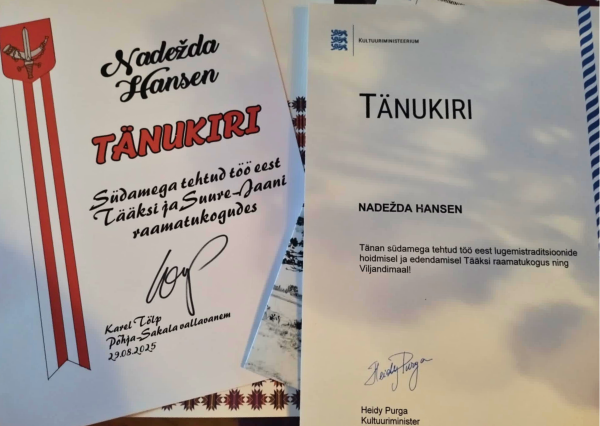 Nadežda
Hansen
TÄNUKIRI
Südamega tehtud töö eest
Tääksi ja Suure-Jaani
raamatukogudes
Karel Tölp
Põhja-Sakala vallavanem
29.08.2025
KULTUURIMINISTEERIUM
TÄNUKIRI
NADEŽDA HANSEN
Tänan südamega tehtud töö eest lugemistraditsioonide
hoidmisel ja edendamisel Tääksi raamatukogus ning
Viljandimaal!
Heidy Purga
Heidy Purga
Kultuuriminister